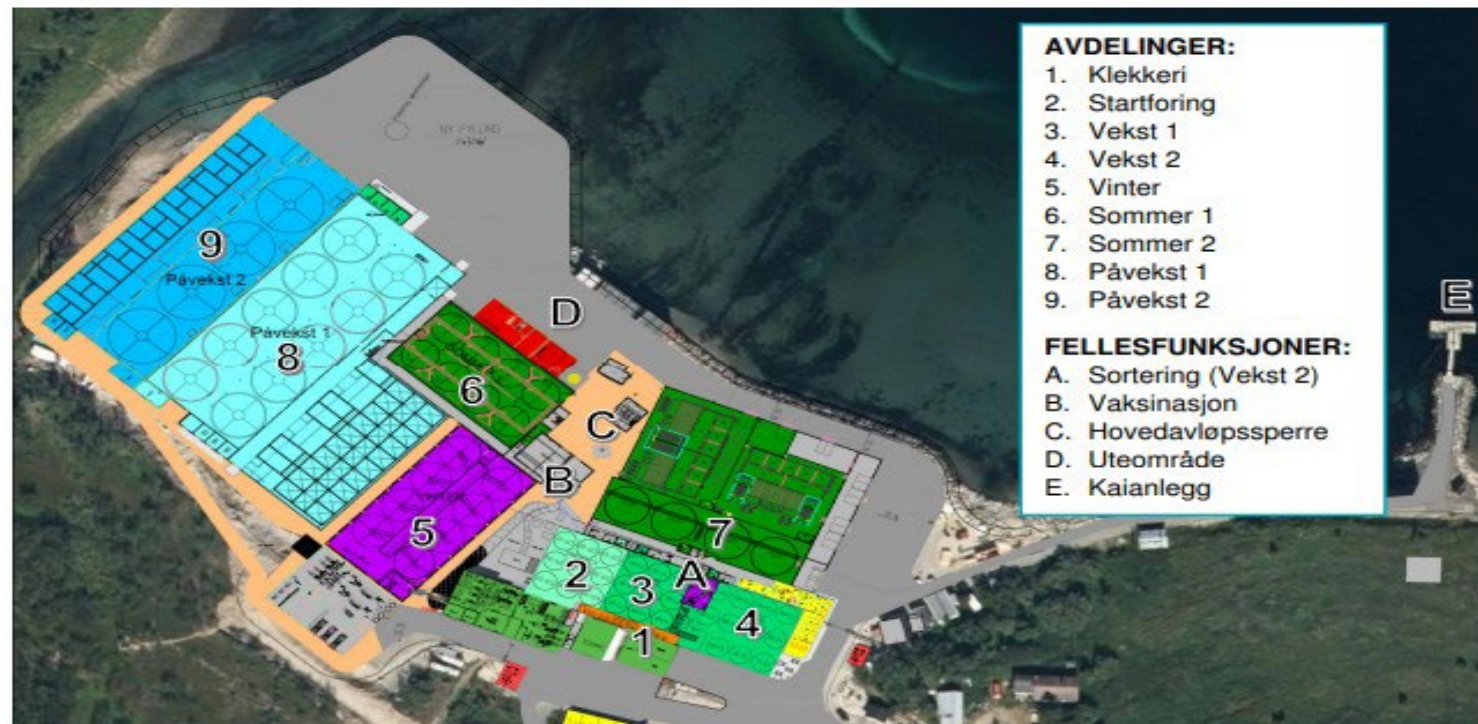 AVDELINGER:
1. Klekkeri
2. Startforing
3. Vekst 1
4. Vekst 2
5. Vinter
6. Sommer 1
7. Sommer 2
8. Påvekst 1
9. Påvekst 2
FELLESFUNKSJONER:
A. Sortering (Vekst 2)
B. Vaksinasjon
C. Hovedavløpssperre
D. Uteområde
E. Kaianlegg
NY FYLLING
9
Påvekst 2
E
D
Påvekst 1
8
6
C
B
5
7
2
3
A
4
1